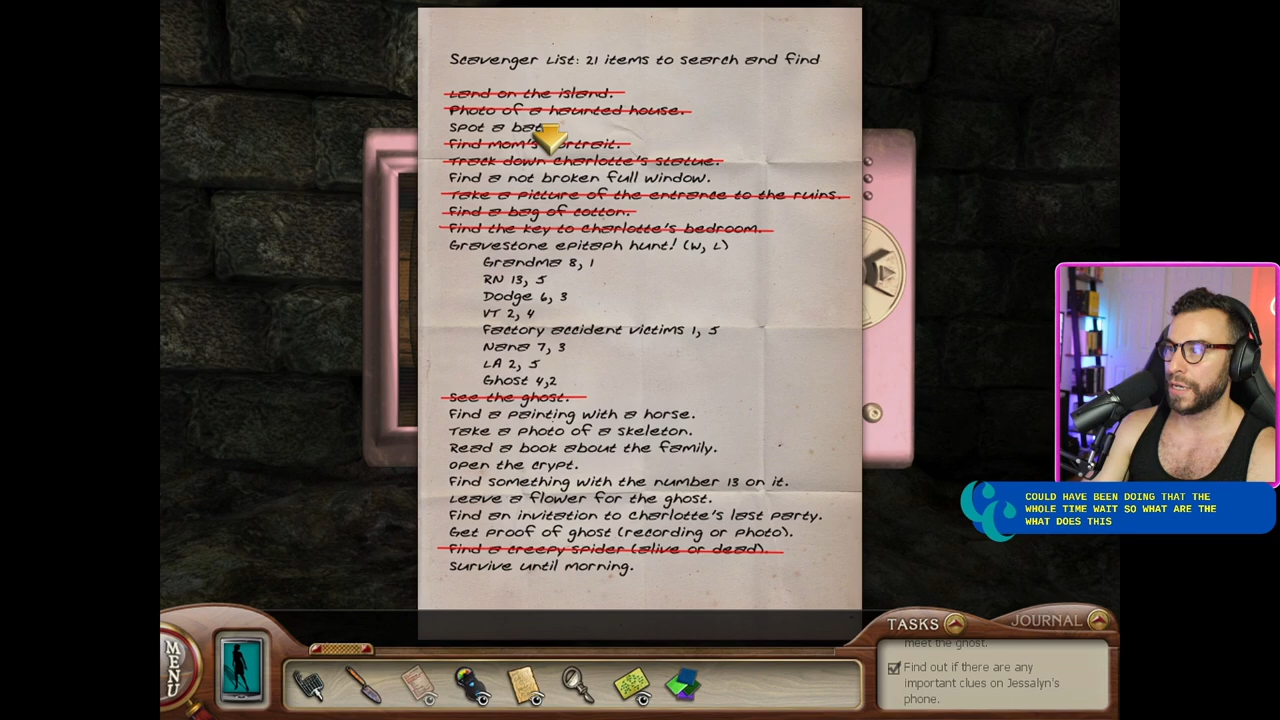 Scavenger List: 21 items to search and find
Land on the island.
Photo of a haunted house.
Spot a bat.
Find mom's portrait.
Track down Charlotte's statue.
Find a not broken full window.
Take a picture of the entrance to the ruins.
Find a bag of cotton.
Find the key to Charlotte's bedroom.
Gravestone epitaph hunt! (W, L)
Grandma 8, 1
RN 13, 5
Dodge 6, 3
VT 2, 4
Factory accident victims 1, 5
Nana 7, 3
LA 2, 5
Ghost 4,2
See the ghost.
Find a painting with a horse.
Take a photo of a skeleton.
Read a book about the family.
Open the crypt.
Find something with the number 13 on it.
Leave a flower for the ghost.
Find an invitation to Charlotte's last party.
Get proof of ghost (recording or photo).
Find a creepy spider (alive or dead).
Survive until morning.
COULD HAVE BEEN DOING THAT THE
WHOLE TIME WAIT SO WHAT ARE THE
WHAT DOES THIS
MENU
TASKS
JOURNAL
meet the ghost.
Find out if there are any
important clues on Jessalyn's
phone.